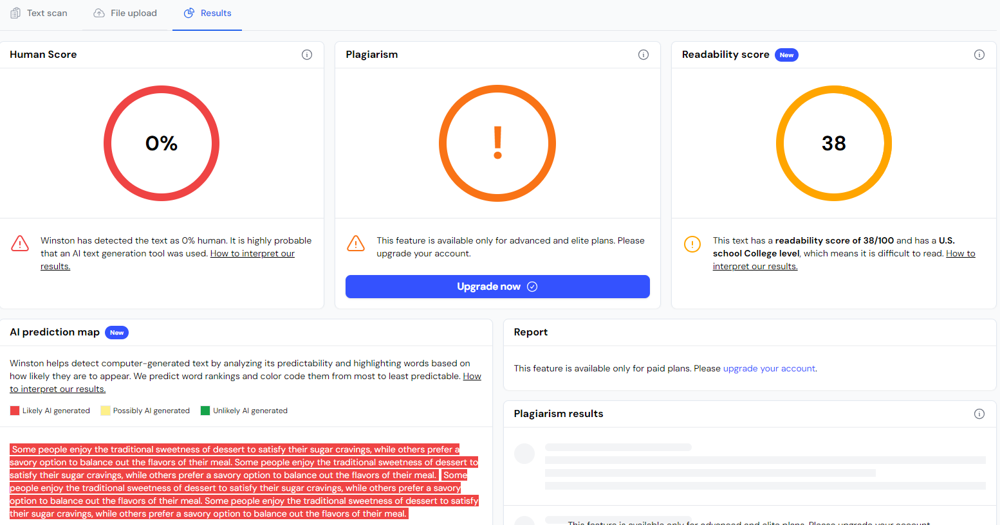 Text scan
File upload
Results
Human Score
Plagiarism
Readability score New
0%
!
38
Winston has detected the text as 0% human. It is highly probable
that an AI text generation tool was used. How to interpret our
results.
This feature is available only for advanced and elite plans. Please
upgrade your account.
Upgrade now
This text has a readability score of 38/100 and has a U.S.
school College level, which means it is difficult to read. How to
interpret our results.
AI prediction map New
Winston helps detect computer-generated text by analyzing its predictability and highlighting words based on
how likely they are to appear. We predict word rankings and color code them from most to least predictable. How
to interpret our results.
Likely AI generated
Possibly AI generated
Unlikely AI generated
Some people enjoy the traditional sweetness of dessert to satisfy their sugar cravings, while others prefer a
savory option to balance out the flavors of their meal. Some people enjoy the traditional sweetness of dessert to
satisfy their sugar cravings, while others prefer a savory option to balance out the flavors of their meal. Some
people enjoy the traditional sweetness of dessert to satisfy their sugar cravings, while others prefer a savory
option to balance out the flavors of their meal. Some people enjoy the traditional sweetness of dessert to satisfy
their sugar cravings, while others prefer a savory option to balance out the flavors of their meal.
Report
This feature is available only for paid plans. Please upgrade your account.
Plagiarism results
This feature is available only for advanced and elite plans. Please upgrade your account